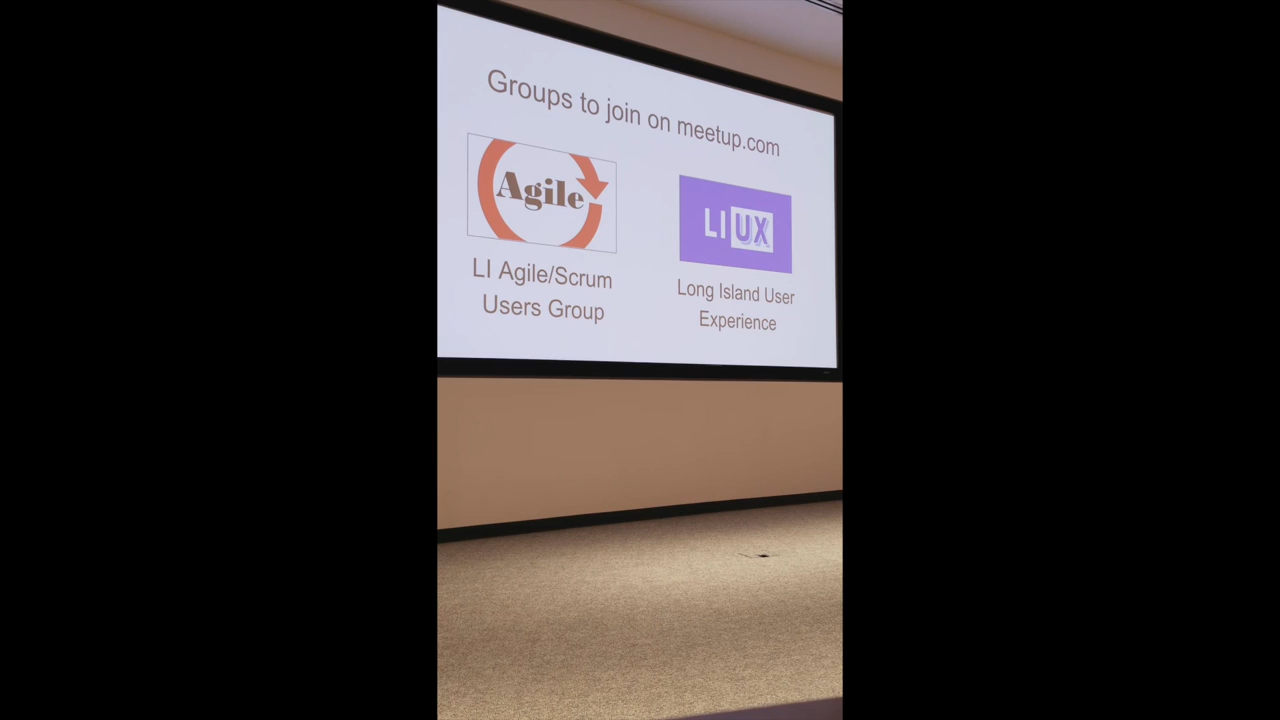 Groups to join on meetup.com
Agile
LI UX
LI Agile/Scrum
Users Group
Long Island User
Experience